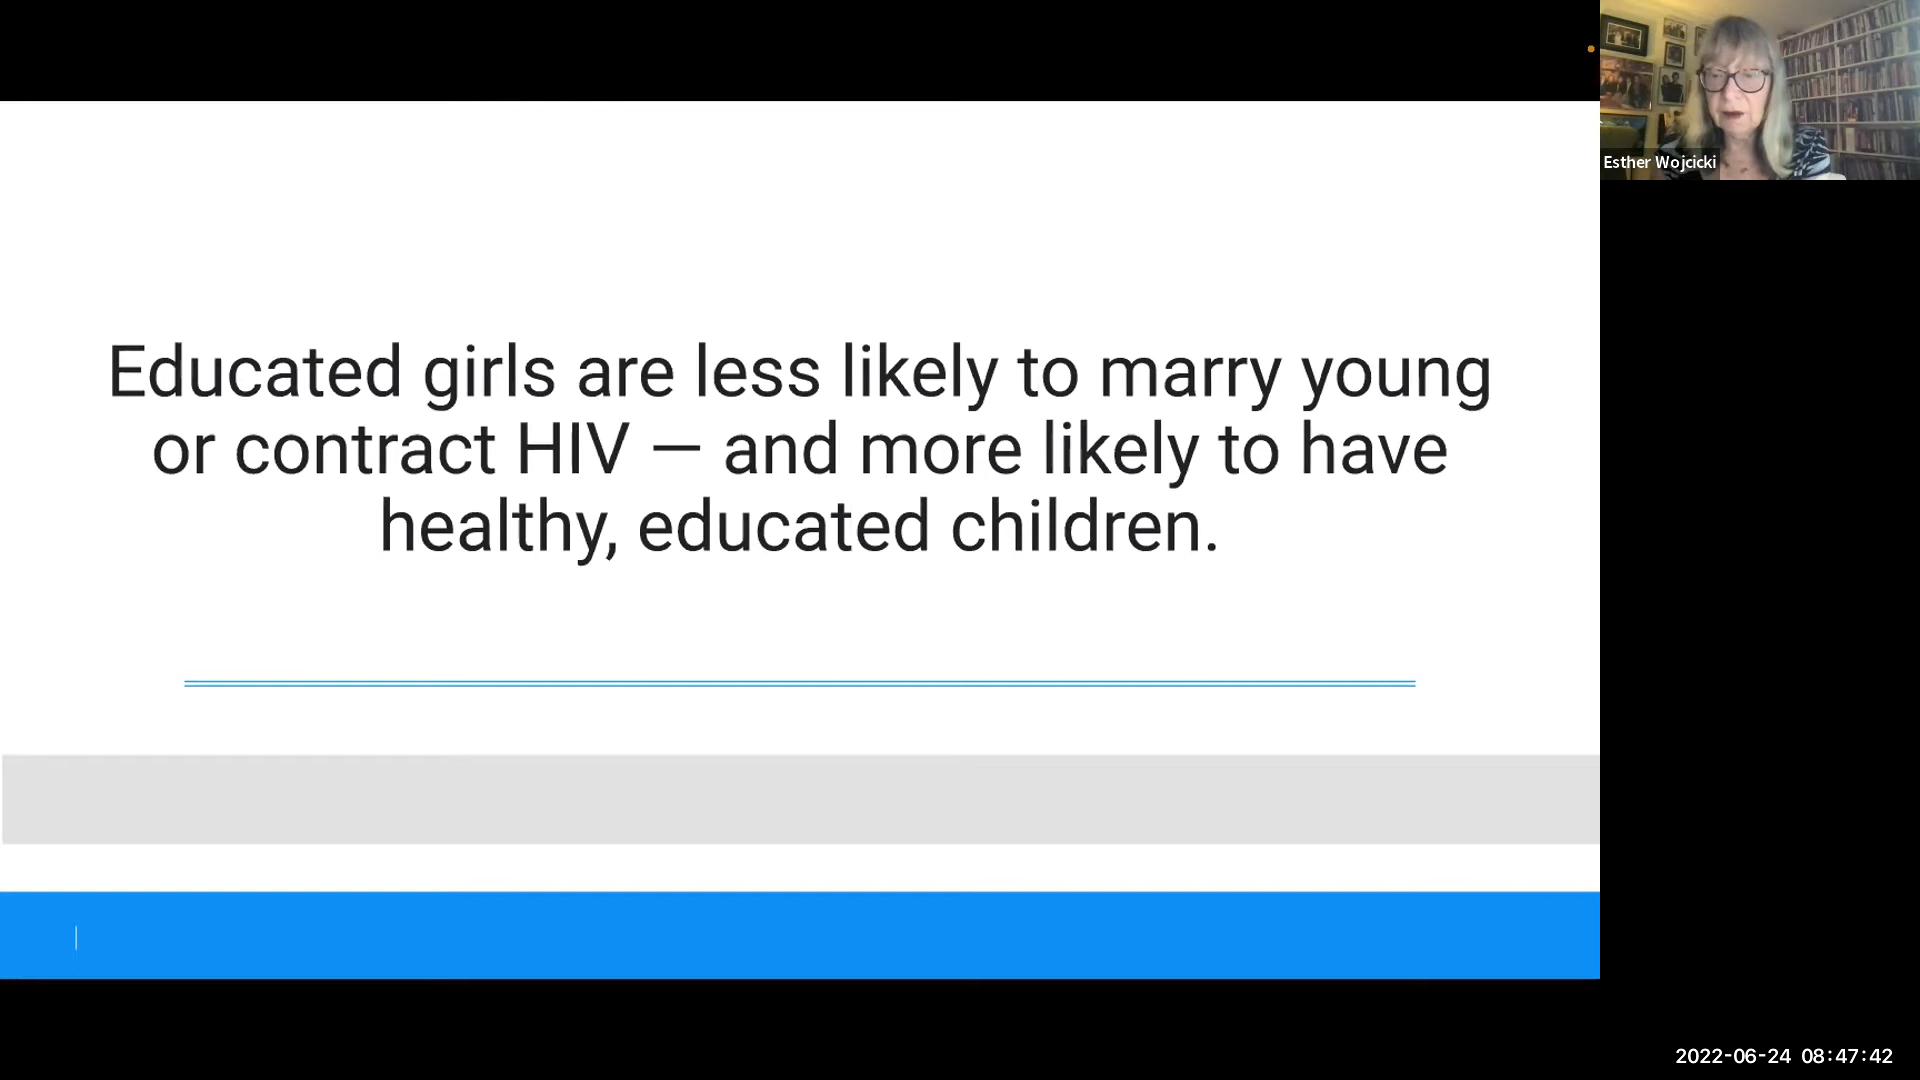 Educated girls are less likely to marry young
or contract HIV — and more likely to have
healthy, educated children.
Esther Wojcicki
2022-06-24 08:47:42